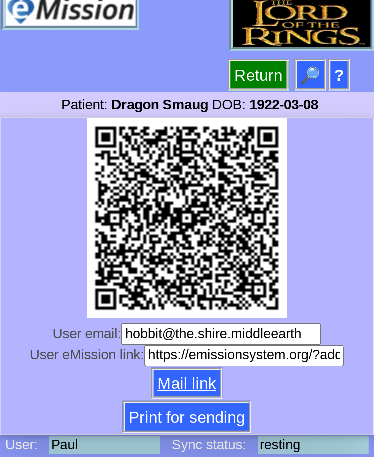 eMission
THE
LORD
OF THE
RINGS
Return 🔎 ?
Patient: Dragon Smaug DOB: 1922-03-08
User email: hobbit@the.shire.middleearth
User eMission link: https://emissionsystem.org/?adc
Mail link
Print for sending
User: Paul Sync status: resting